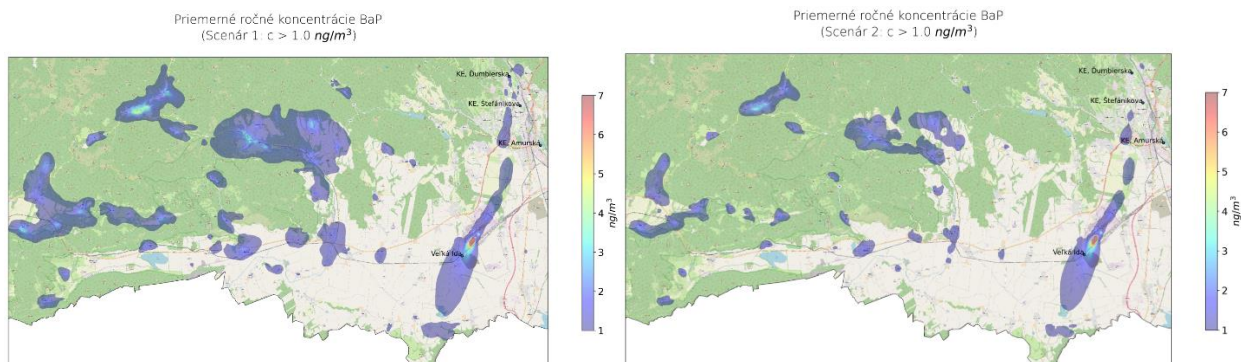 Priemerné ročné koncentrácie BaP
(Scenár 1: c > 1.0 ng/m³)
KE, Ďumbierska
KE, Štefánikova
KE, Amurská
Veľká Ida
7
6
5
4
3
2
1
ng/m³
Priemerné ročné koncentrácie BaP
(Scenár 2: c > 1.0 ng/m³)
KE, Ďumbierska
KE, Štefánikova
KE, Amurská
Veľká Ida
7
6
5
4
3
2
1
ng/m³